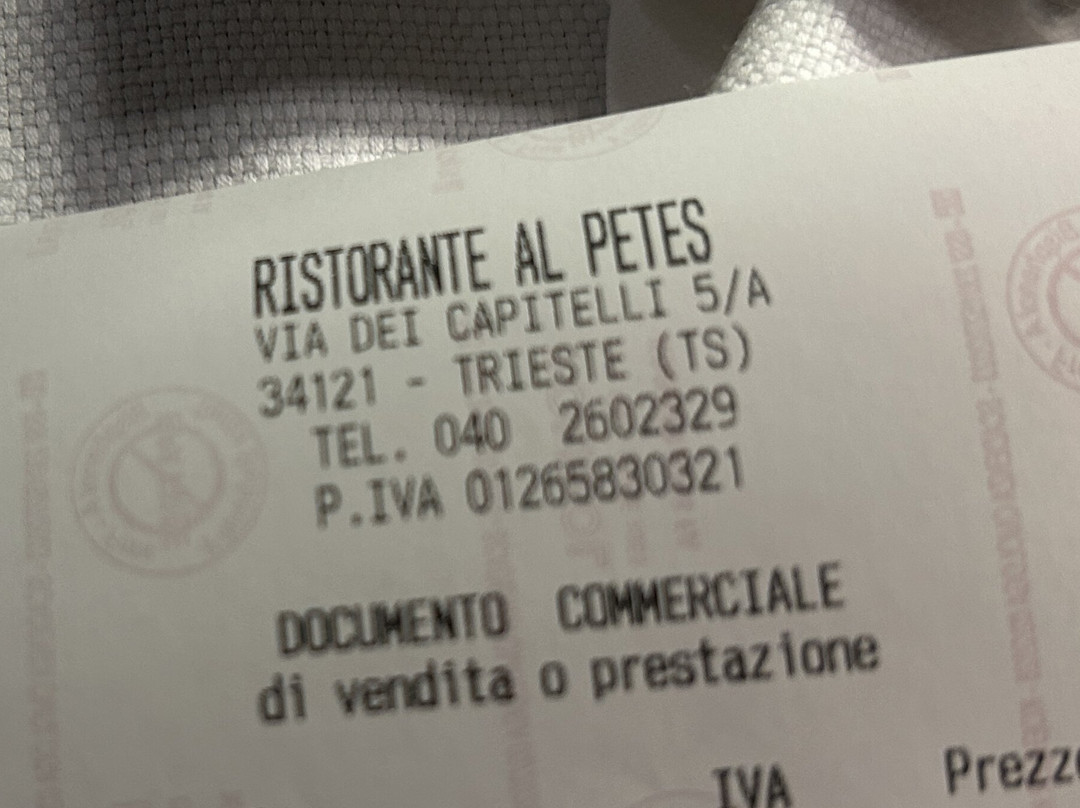 RISTORANTE AL PETES
VIA DEI CAPITELLI 5/A
34121 - TRIESTE (TS)
TEL. 040 2602329
P.IVA 01265830321
DOCUMENTO COMMERCIALE
di vendita o prestazione
IVA